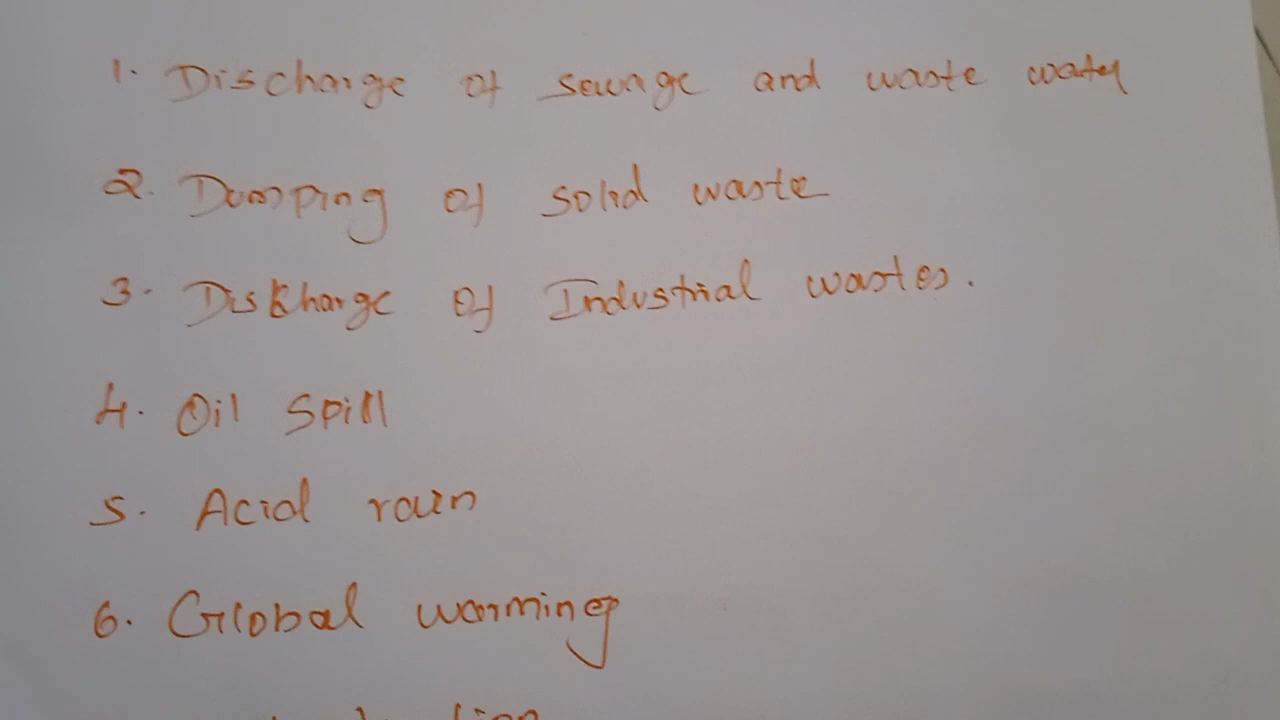 1. Discharge of sewage and waste water
2. Dumping of solid waste
3. Discharge of Industrial wastes.
4. Oil spill
5. Acid rain
6. Global warming